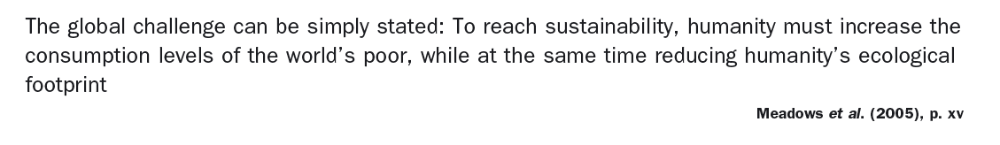 The global challenge can be simply stated: To reach sustainability, humanity must increase the
consumption levels of the world’s poor, while at the same time reducing humanity’s ecological
footprint
Meadows et al. (2005), p. xv